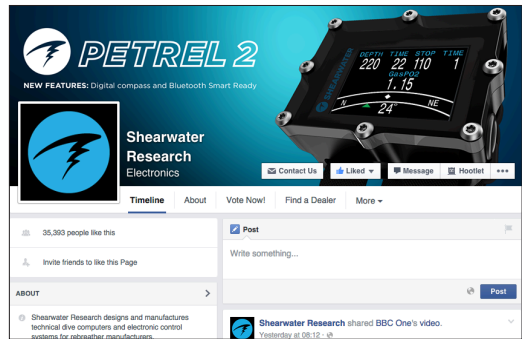 PETREL 2
NEW FEATURES: Digital compass and Bluetooth Smart Ready
DEPTH TIME STOP TIME
220 22 110 1
GasPO2
1.15
N NE
24°
SHEARWATER
Shearwater
Research
Electronics
Contact Us Liked Message Hootlet
Timeline About Vote Now! Find a Dealer More
35,393 people like this
Invite friends to like this Page
ABOUT
Shearwater Research designs and manufactures
technical dive computers and electronic control
systems for rebreather manufacturers.
Post
Write something...
Post
Shearwater Research shared BBC One's video.
Yesterday at 08:12